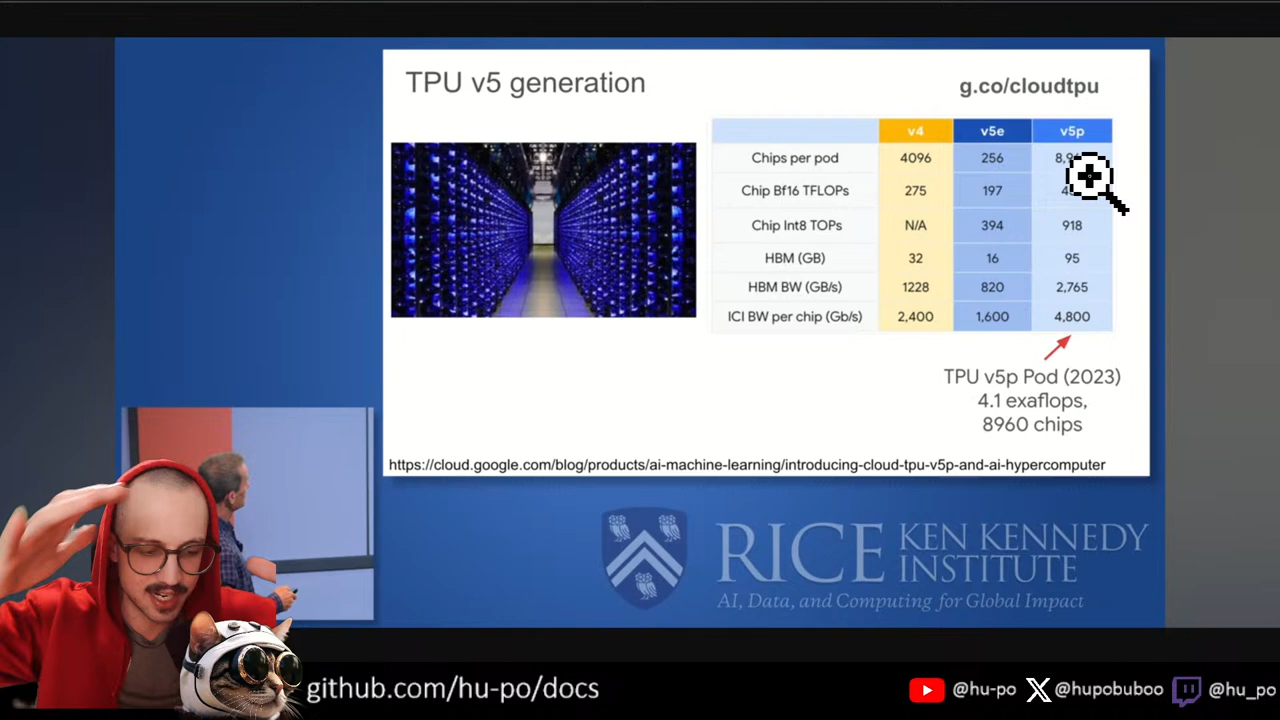 TPU v5 generation
g.co/cloudtpu
v4 v5e v5p
Chips per pod 4096 256
Chip Bf16 TFLOPs 275 197
Chip Int8 TOPs N/A 394 918
HBM (GB) 32 16 95
HBM BW (GB/s) 1228 820 2,765
ICI BW per chip (Gb/s) 2,400 1,600 4,800
TPU v5p Pod (2023)
4.1 exaflops,
8960 chips
https://cloud.google.com/blog/products/ai-machine-learning/introducing-cloud-tpu-v5p-and-ai-hypercomputer
RICE
KEN KENNEDY
INSTITUTE
AI, Data, and Computing for Global Impact
github.com/hu-po/docs
@hu-po
@hupobuboo
@hu_po